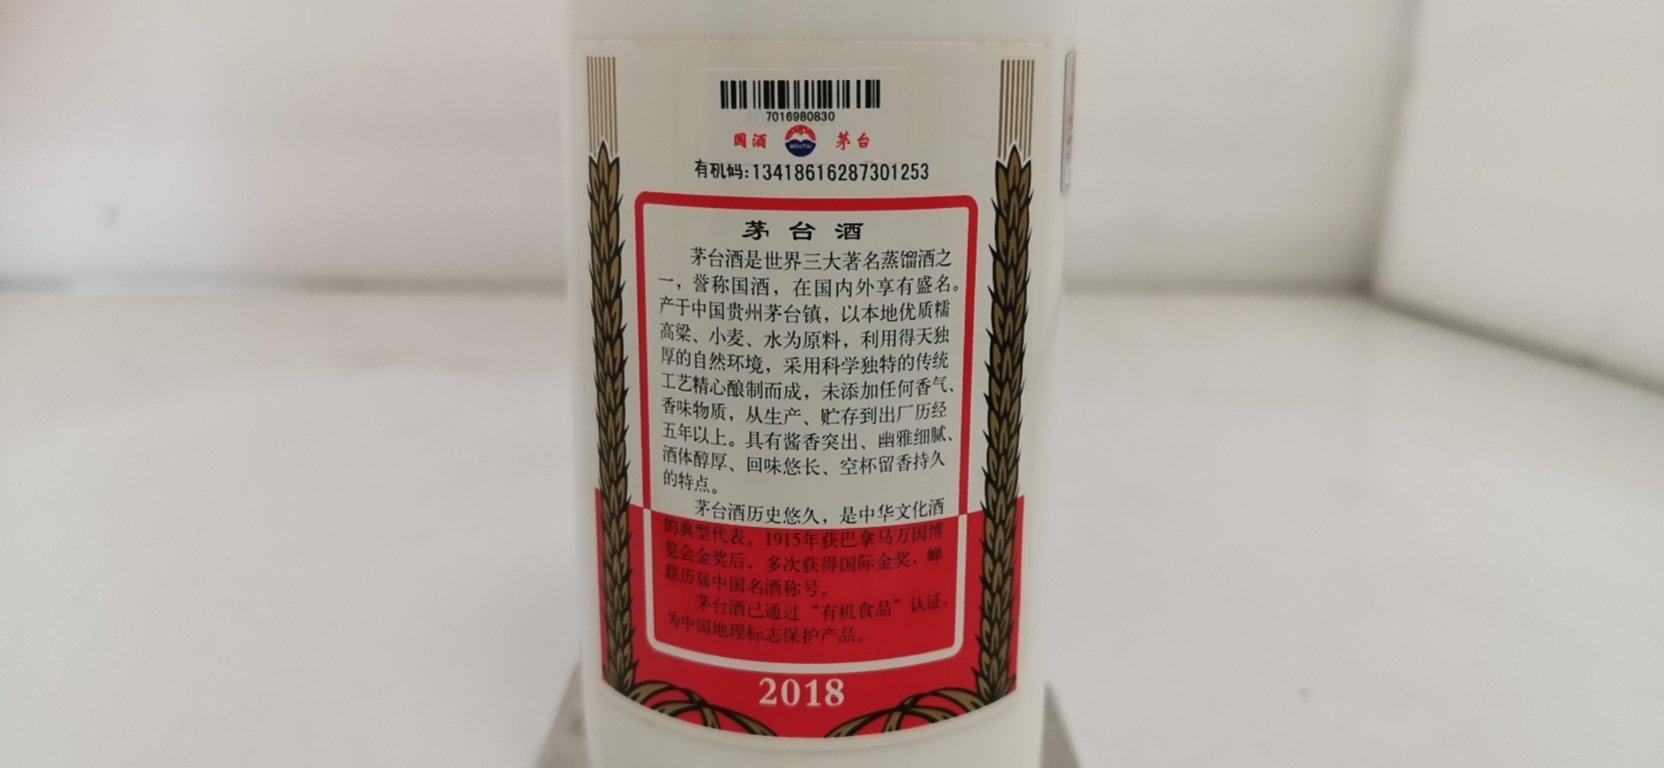 7016980830
国酒 MOUTAI 茅台
有机码:13418616287301253
茅台酒
茅台酒是世界三大著名蒸馏酒之
一，誉称国酒，在国内外享有盛名。
产于中国贵州茅台镇，以本地优质糯
高粱、小麦、水为原料，利用得天独
厚的自然环境，采用科学独特的传统
工艺精心酿制而成，未添加任何香气、
香味物质，从生产、贮存到出厂历经
五年以上。具有酱香突出、幽雅细腻、
酒体醇厚、回味悠长、空杯留香持久
的特点。
茅台酒历史悠久，是中华文化酒
的典型代表。1915年获巴拿马万国博
览会金奖后，多次获得国际金奖，蝉
联历届中国名酒称号。
茅台酒已通过“有机食品”认证，
为中国地理标志保护产品。
2018